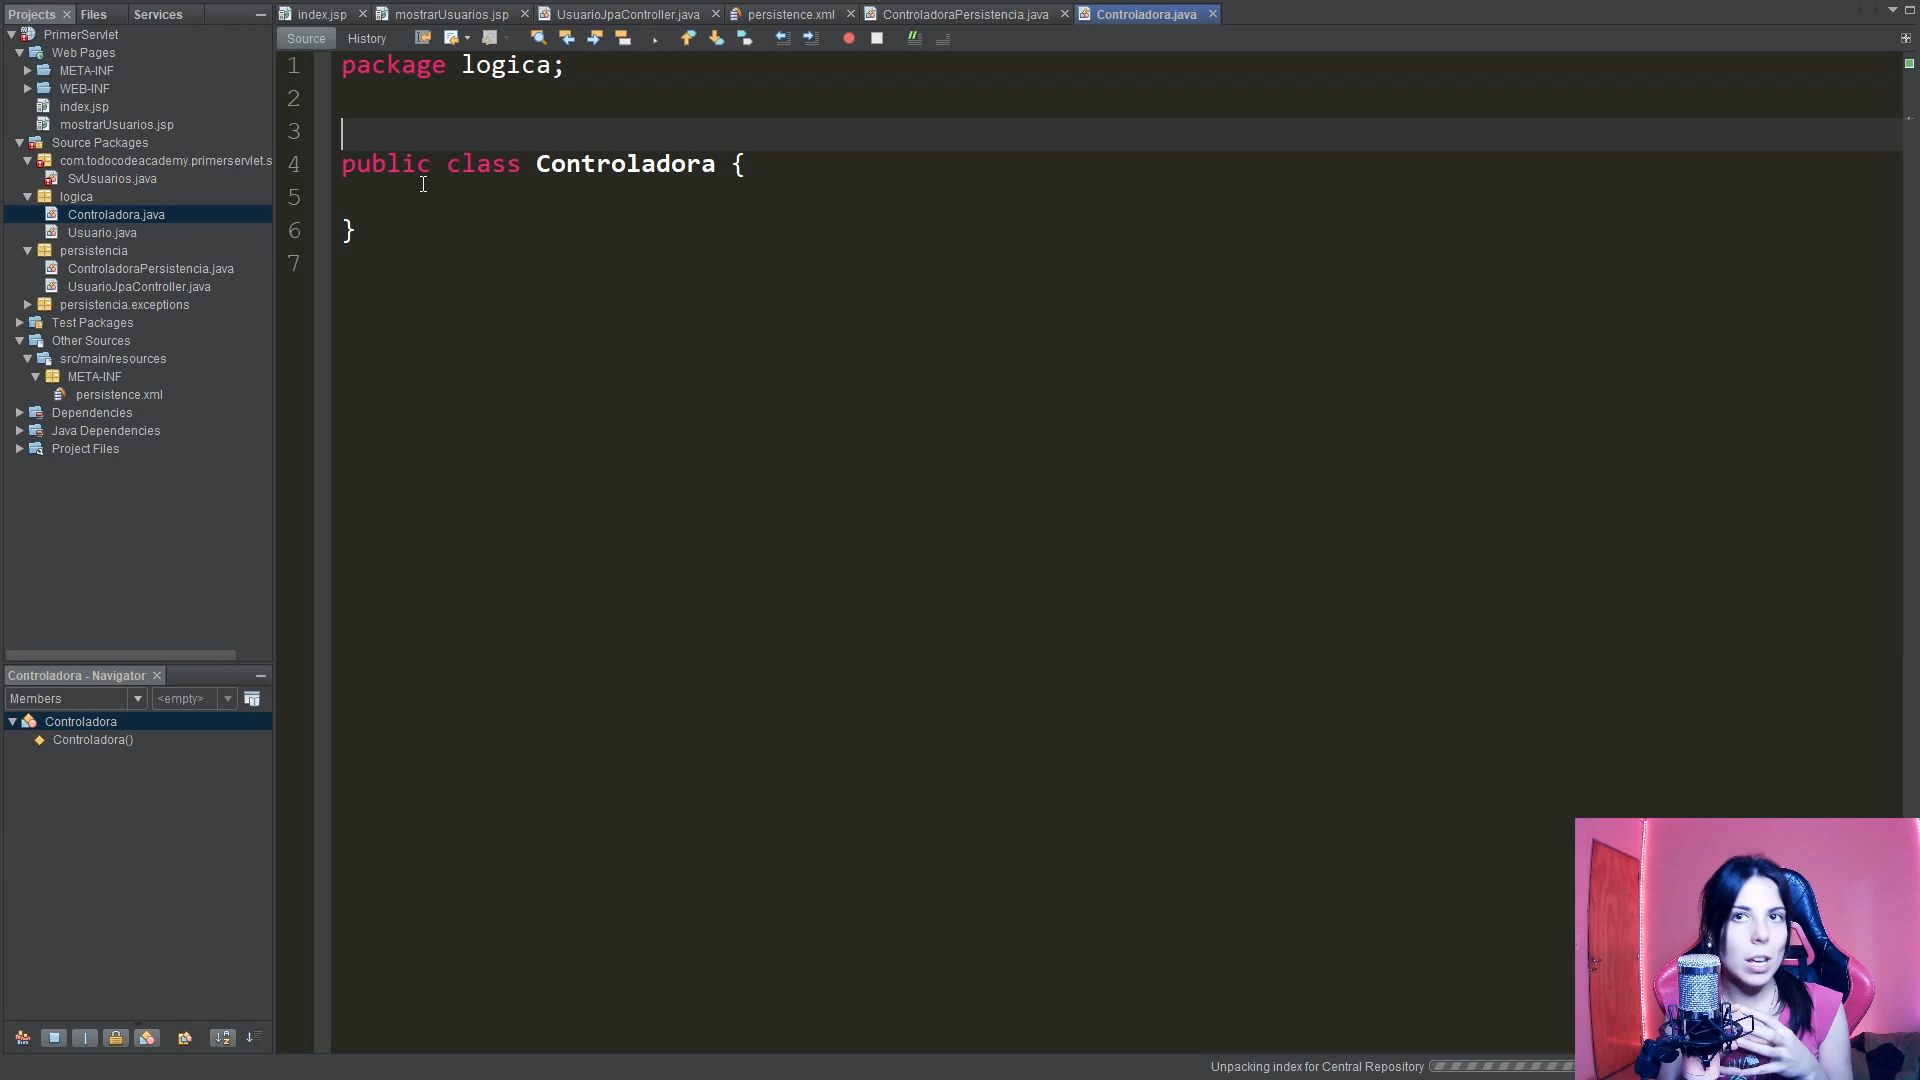 Projects Files Services
PrimerServlet
Web Pages
META-INF
WEB-INF
index.jsp
mostrarUsuarios.jsp
Source Packages
com.todocodeacademy.primerservlet.s
SvUsuarios.java
logica
Controladora.java
Usuario.java
persistencia
ControladoraPersistencia.java
UsuarioJpaController.java
persistencia.exceptions
Test Packages
Other Sources
src/main/resources
META-INF
persistence.xml
Dependencies
Java Dependencies
Project Files
Controladora - Navigator
Members <empty>
Controladora
Controladora()
index.jsp mostrarUsuarios.jsp UsuarioJpaController.java persistence.xml ControladoraPersistencia.java Controladora.java
Source History
1 package logica;
2
3
4 public class Controladora {
5
6 }
7
Unpacking index for Central Repository